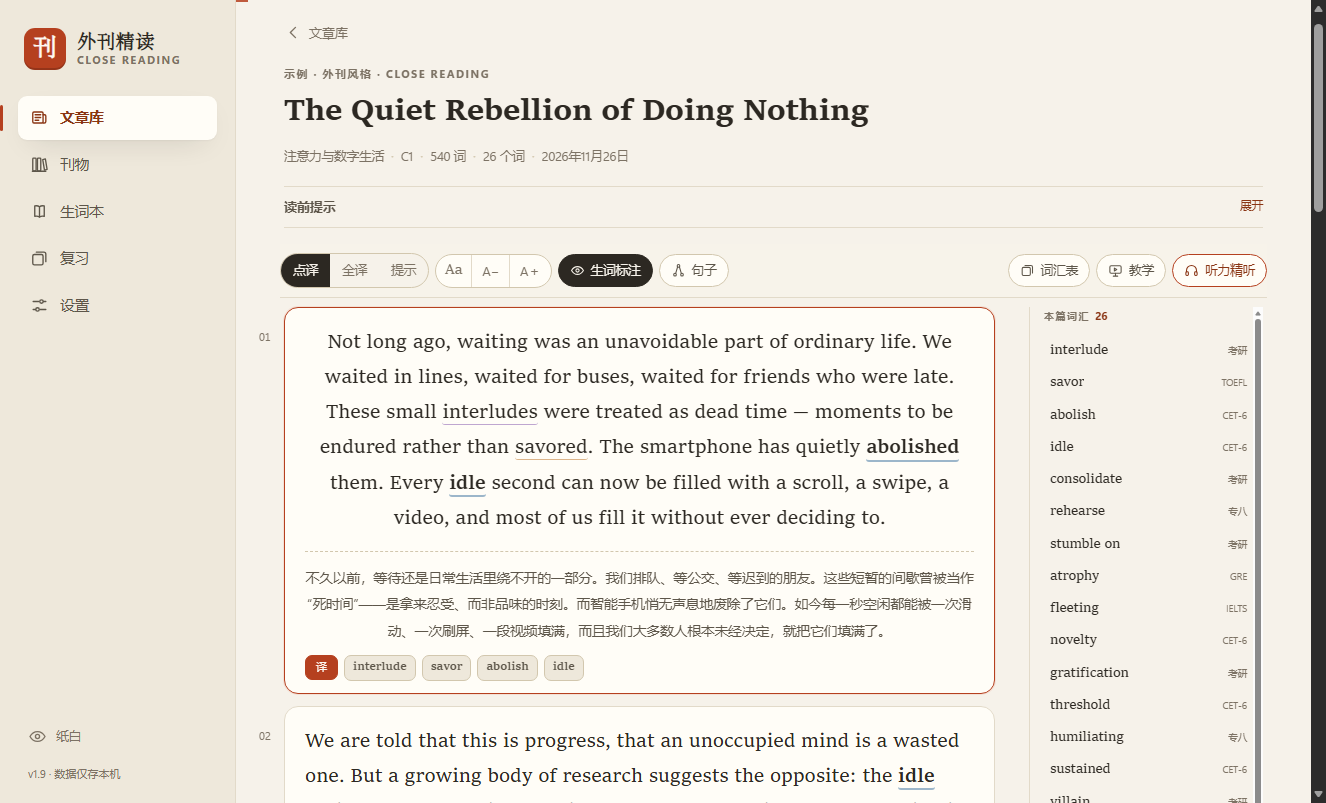 刊
外刊精读
CLOSE READING
文章库
刊物
生词本
复习
设置
纸白
v1.9 · 数据仅存本机
文章库
示例 · 外刊风格 · CLOSE READING
The Quiet Rebellion of Doing Nothing
注意力与数字生活 · C1 · 540 词 · 26 个词 · 2026年11月26日
读前提示 展开
点译 全译 提示 Aa A− A+ 生词标注 句子 词汇表 教学 听力精听
01
Not long ago, waiting was an unavoidable part of ordinary life. We
waited in lines, waited for buses, waited for friends who were late.
These small interludes were treated as dead time — moments to be
endured rather than savored. The smartphone has quietly abolished
them. Every idle second can now be filled with a scroll, a swipe, a
video, and most of us fill it without ever deciding to.
不久以前，等待还是日常生活里绕不开的一部分。我们排队、等公交、等迟到的朋友。这些短暂的间歇曾被当作
“死时间”——是拿来忍受、而非品味的时刻。而智能手机悄无声息地废除了它们。如今每一秒空闲都能被一次滑
动、一次刷屏、一段视频填满，而且我们大多数人根本未经决定，就把它们填满了。
译 interlude savor abolish idle
02
We are told that this is progress, that an unoccupied mind is a wasted
one. But a growing body of research suggests the opposite: the idle
本篇词汇 26
interlude 考研
savor TOEFL
abolish CET-6
idle CET-6
consolidate 考研
rehearse 专八
stumble on 考研
atrophy GRE
fleeting IELTS
novelty CET-6
gratification 考研
threshold CET-6
humiliating 专八
sustained CET-6
villain 考研